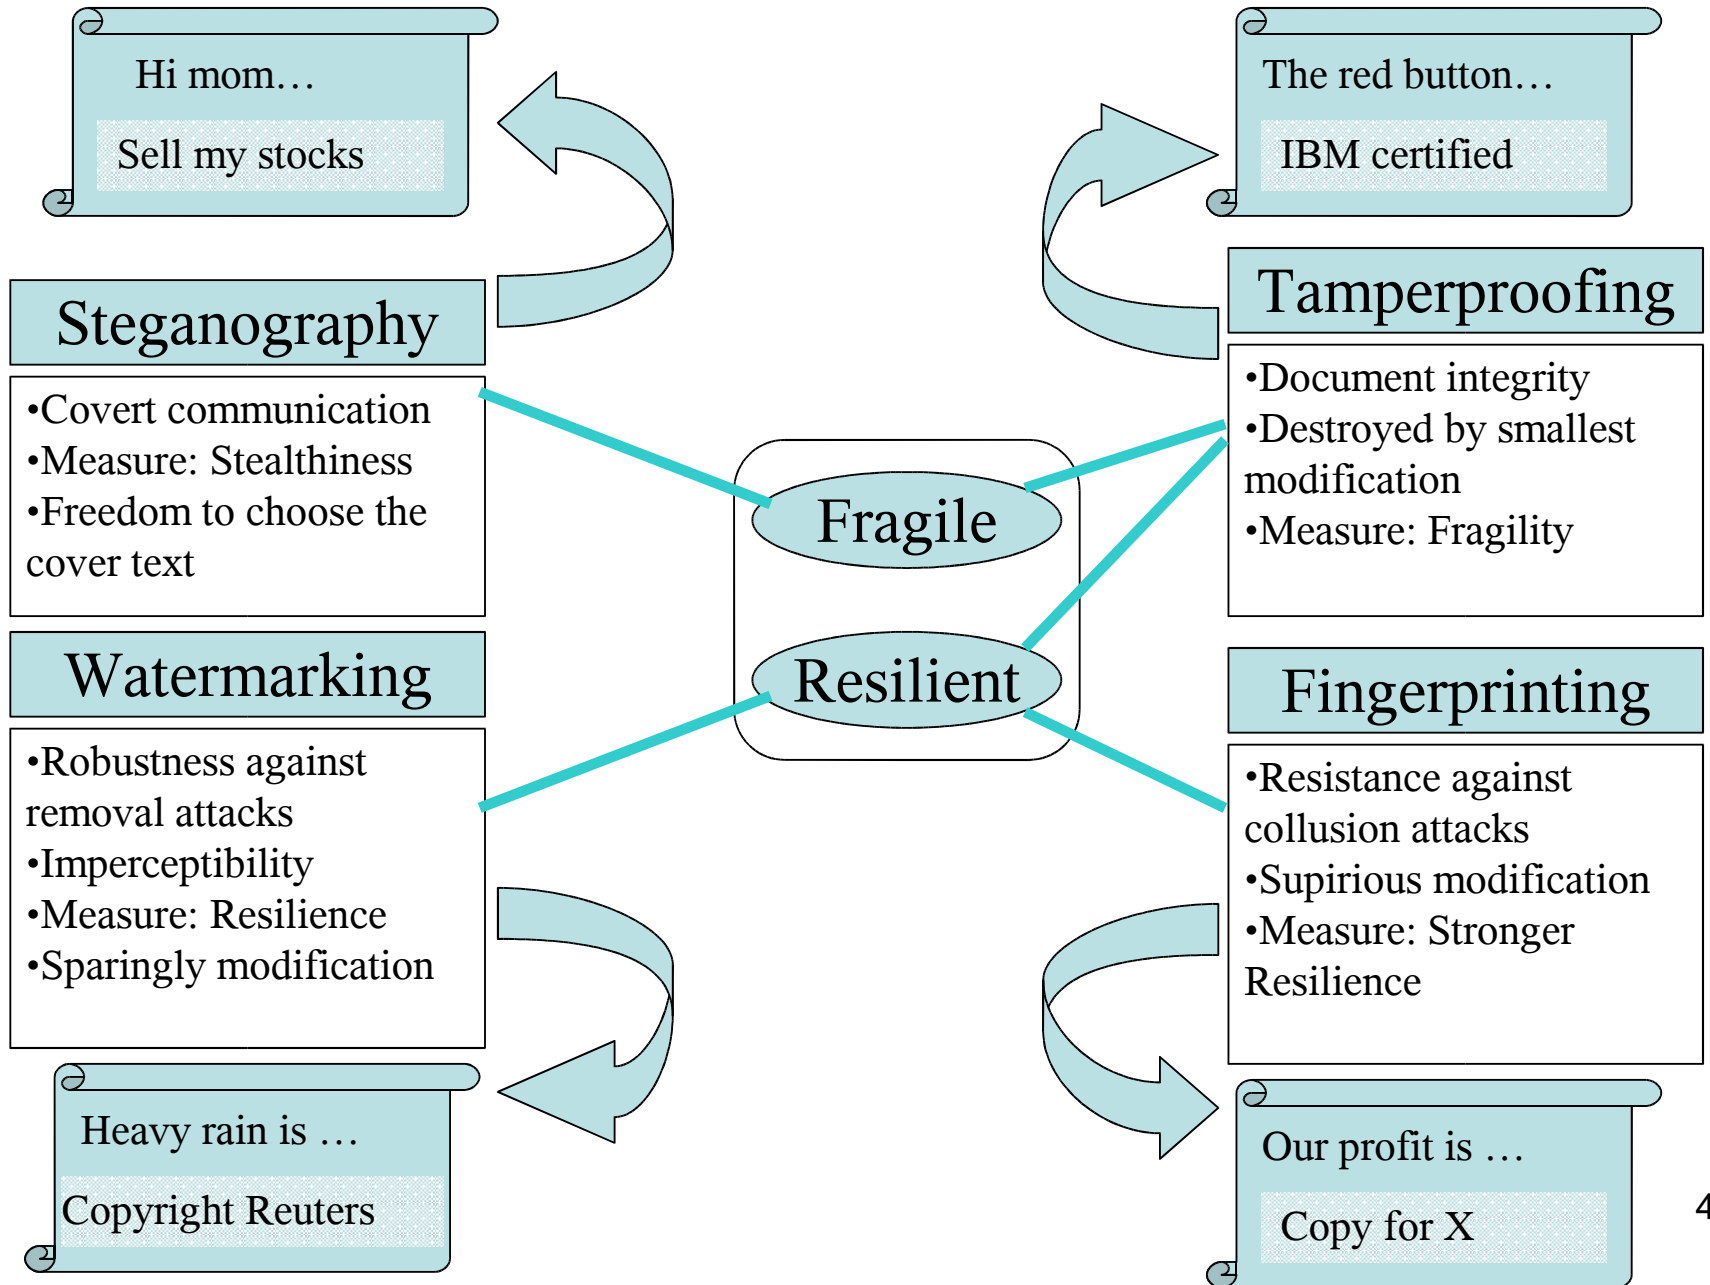 Hi mom…
Sell my stocks
Steganography
•Covert communication
•Measure: Stealthiness
•Freedom to choose the
cover text
Watermarking
•Robustness against
removal attacks
•Imperceptibility
•Measure: Resilience
•Sparingly modification
Heavy rain is …
Copyright Reuters
Fragile
Resilient
The red button…
IBM certified
Tamperproofing
•Document integrity
•Destroyed by smallest
modification
•Measure: Fragility
Fingerprinting
•Resistance against
collusion attacks
•Supirious modification
•Measure: Stronger
Resilience
Our profit is …
Copy for X
4